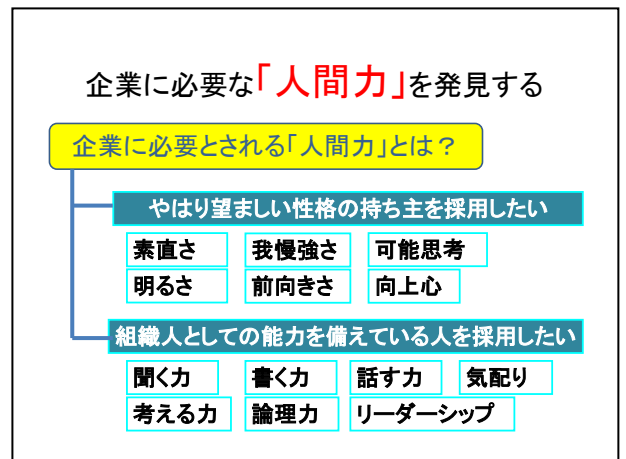 企業に必要な「人間力」を発見する
企業に必要とされる「人間力」とは？
やはり望ましい性格の持ち主を採用したい
素直さ 我慢強さ 可能思考
明るさ 前向きさ 向上心
組織人としての能力を備えている人を採用したい
聞く力 書く力 話す力 気配り
考える力 論理力 リーダーシップ